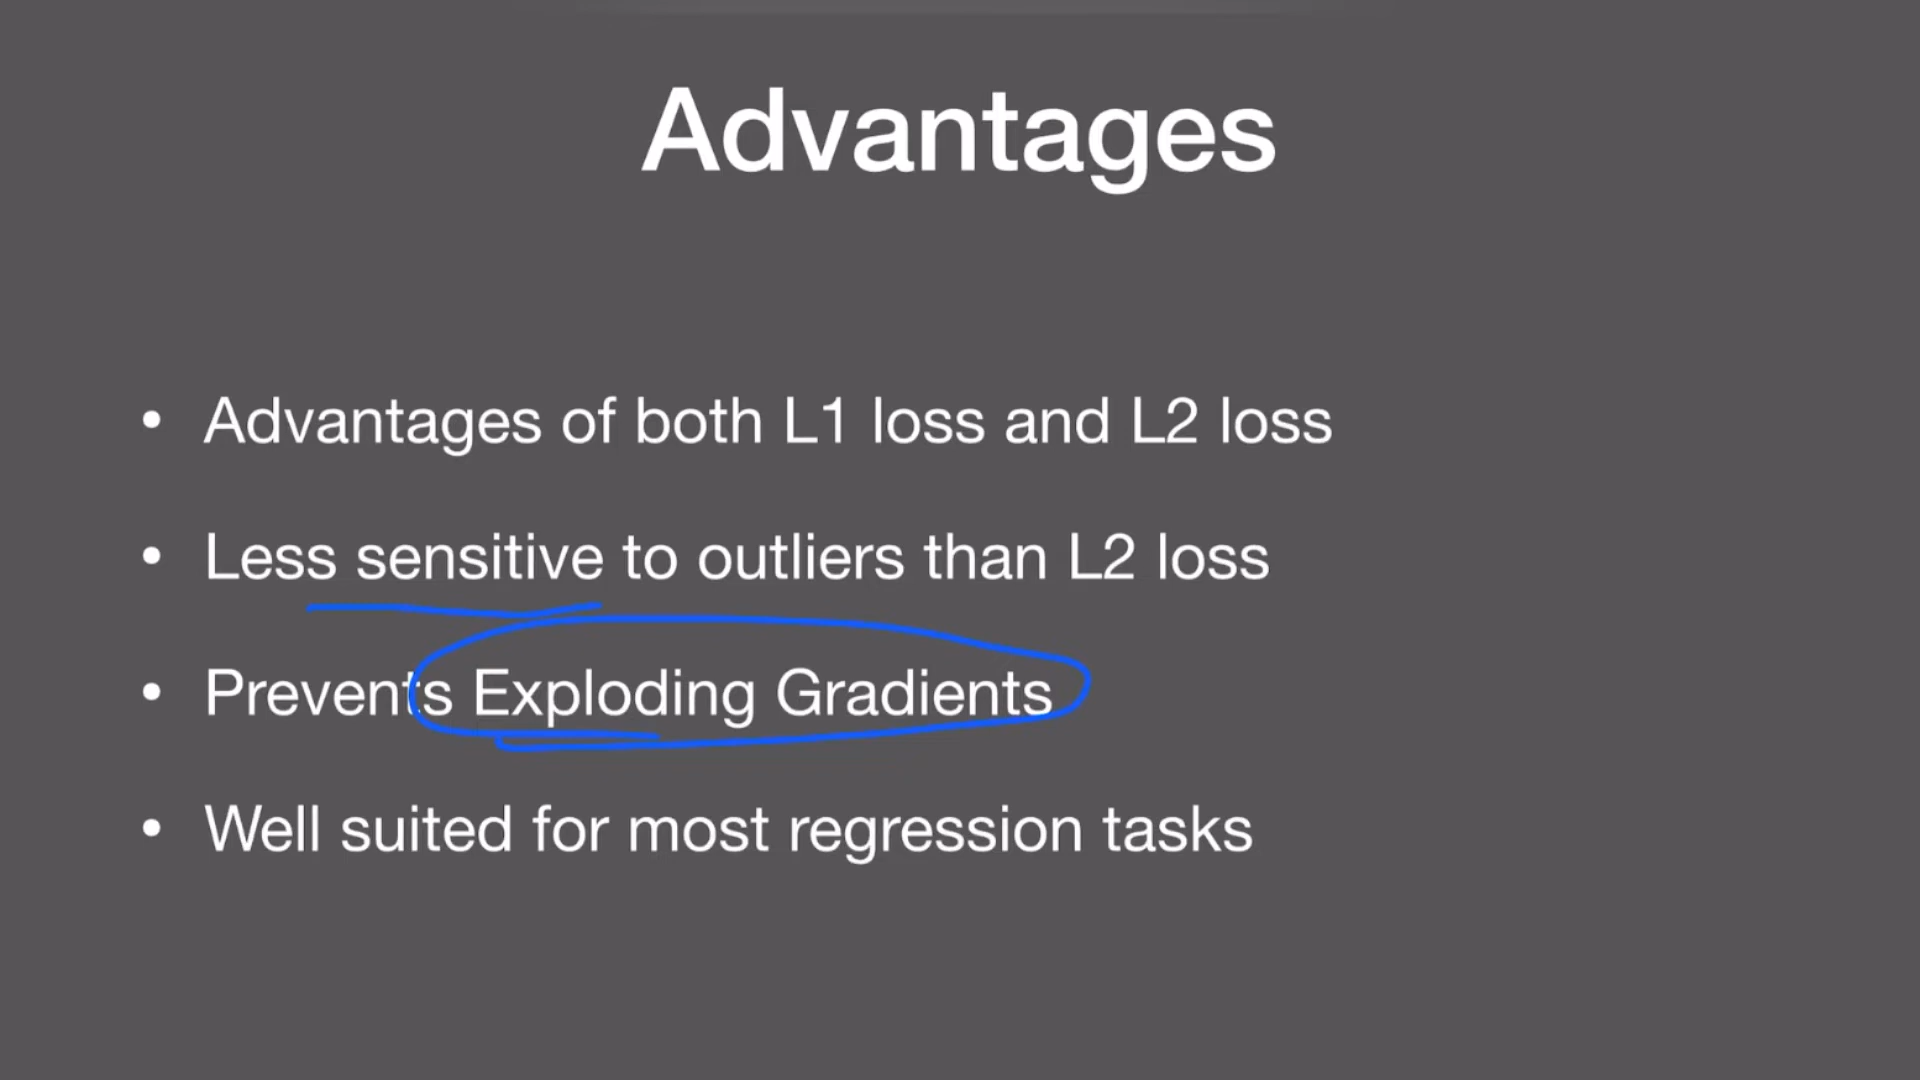 Advantages
• Advantages of both L1 loss and L2 loss
• Less sensitive to outliers than L2 loss
• Prevents Exploding Gradients
• Well suited for most regression tasks